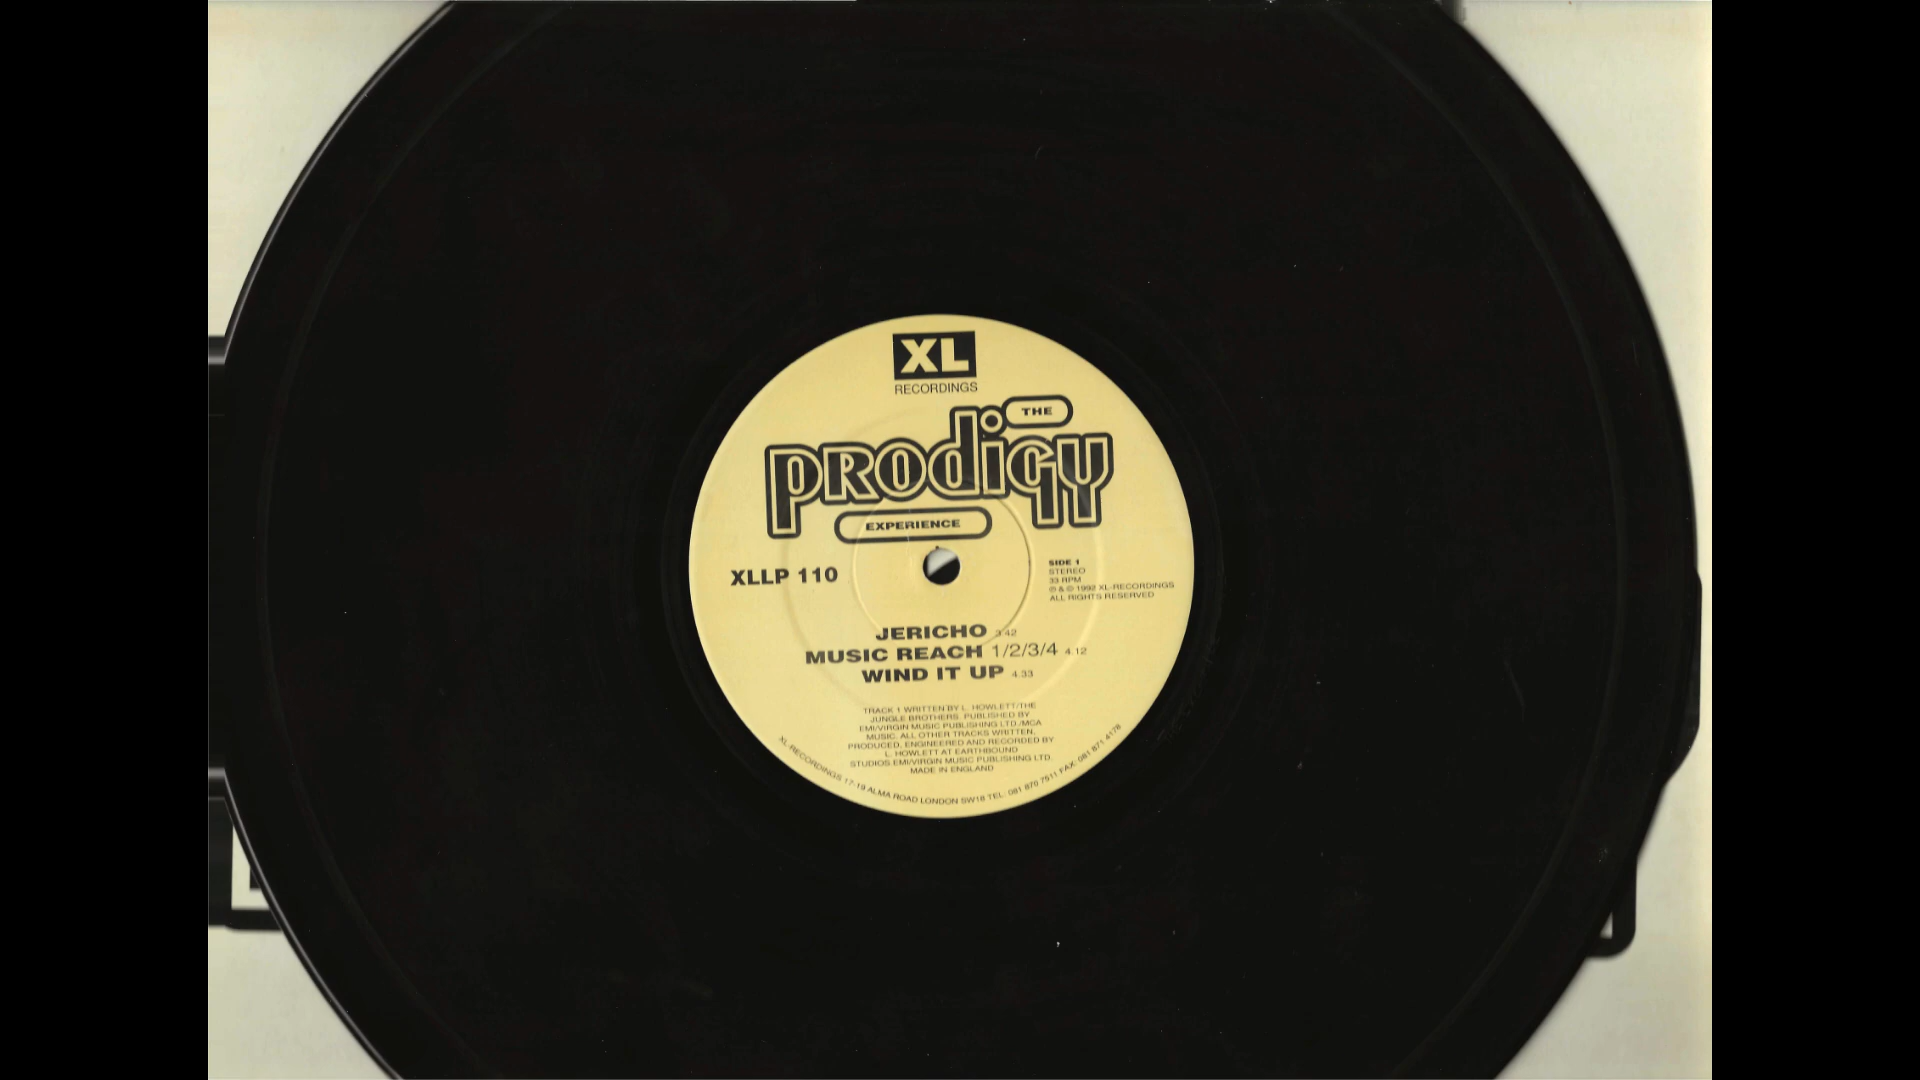 XL
RECORDINGS
THE
PRODIGY
EXPERIENCE
XLLP 110
SIDE 1
STEREO
33 RPM
℗ & © 1992 XL-RECORDINGS
ALL RIGHTS RESERVED
JERICHO 3.42
MUSIC REACH 1/2/3/4 4.12
WIND IT UP 4.33
TRACK 1 WRITTEN BY L. HOWLETT/THE
JUNGLE BROTHERS. PUBLISHED BY
EMI/VIRGIN MUSIC PUBLISHING LTD./MCA
MUSIC. ALL OTHER TRACKS WRITTEN,
PRODUCED, ENGINEERED AND RECORDED BY
L. HOWLETT AT EARTHBOUND
STUDIOS.EMI/VIRGIN MUSIC PUBLISHING LTD.
MADE IN ENGLAND
XL RECORDINGS 17-19 ALMA ROAD LONDON SW18 TEL: 081 870 7511 FAX: 081 871 4178